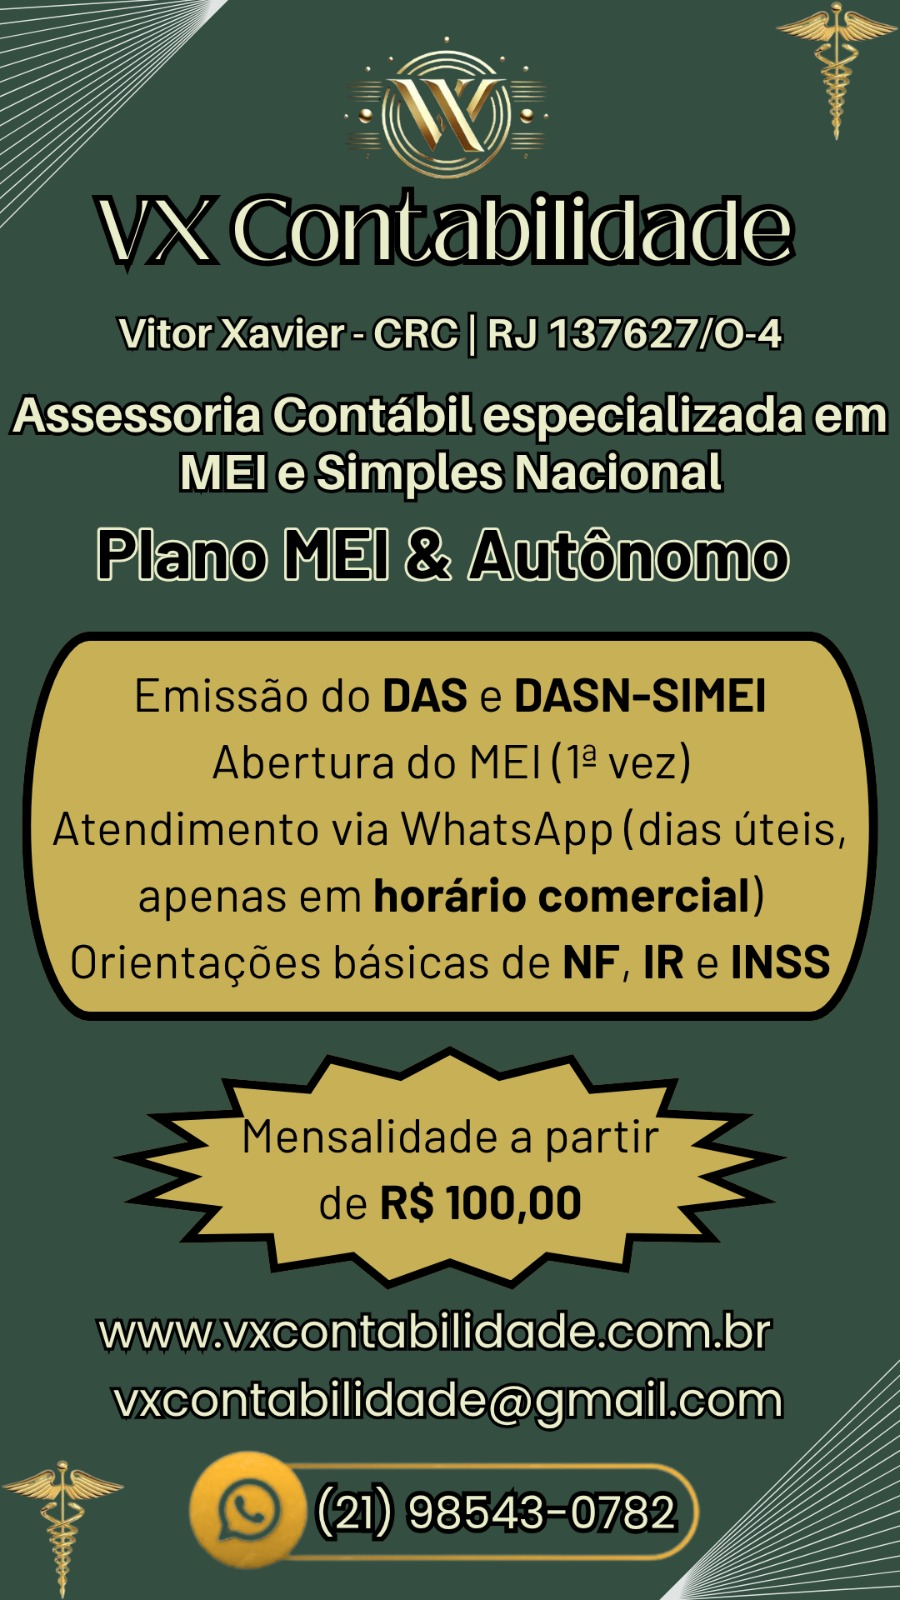 VX Contabilidade
Vitor Xavier - CRC | RJ 137627/O-4
Assessoria Contábil especializada em
MEI e Simples Nacional
Plano MEI & Autônomo
Emissão do DAS e DASN-SIMEI
Abertura do MEI (1ª vez)
Atendimento via WhatsApp (dias úteis,
apenas em horário comercial)
Orientações básicas de NF, IR e INSS
Mensalidade a partir
de R$ 100,00
www.vxcontabilidade.com.br
vxcontabilidade@gmail.com
(21) 98543-0782